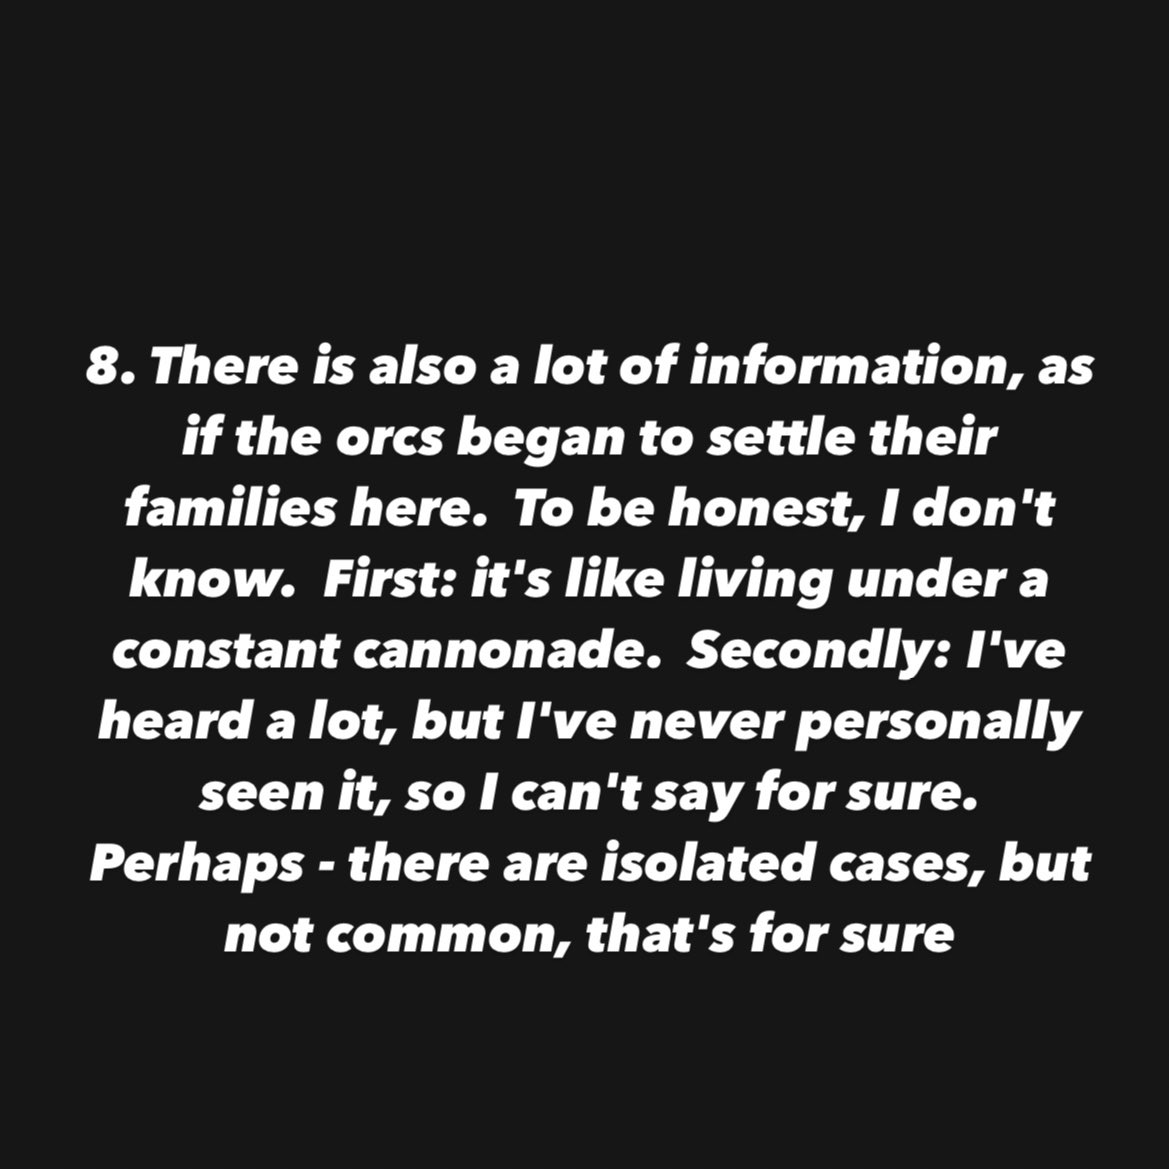 8. There is also a lot of information, as
if the orcs began to settle their
families here.  To be honest, I don't
know.  First: it's like living under a
constant cannonade.  Secondly: I've
heard a lot, but I've never personally
seen it, so I can't say for sure.
Perhaps - there are isolated cases, but
not common, that's for sure